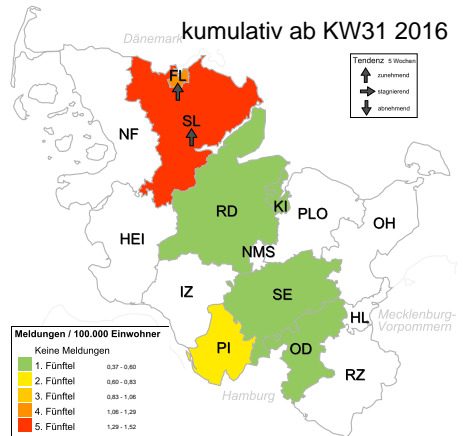 kumulativ ab KW31 2016
Dänemark
Tendenz 5 Wochen
zunehmend
stagnierend
abnehmend
FL
SL
NF
KI
RD
PLO
OH
HEI
NMS
IZ
SE
HL
Mecklenburg-
Vorpommern
PI
OD
RZ
Hamburg
Meldungen / 100.000 Einwohner
Keine Meldungen
1. Fünftel 0,37 - 0,60
2. Fünftel 0,60 - 0,83
3. Fünftel 0,83 - 1,06
4. Fünftel 1,06 - 1,29
5. Fünftel 1,29 - 1,52